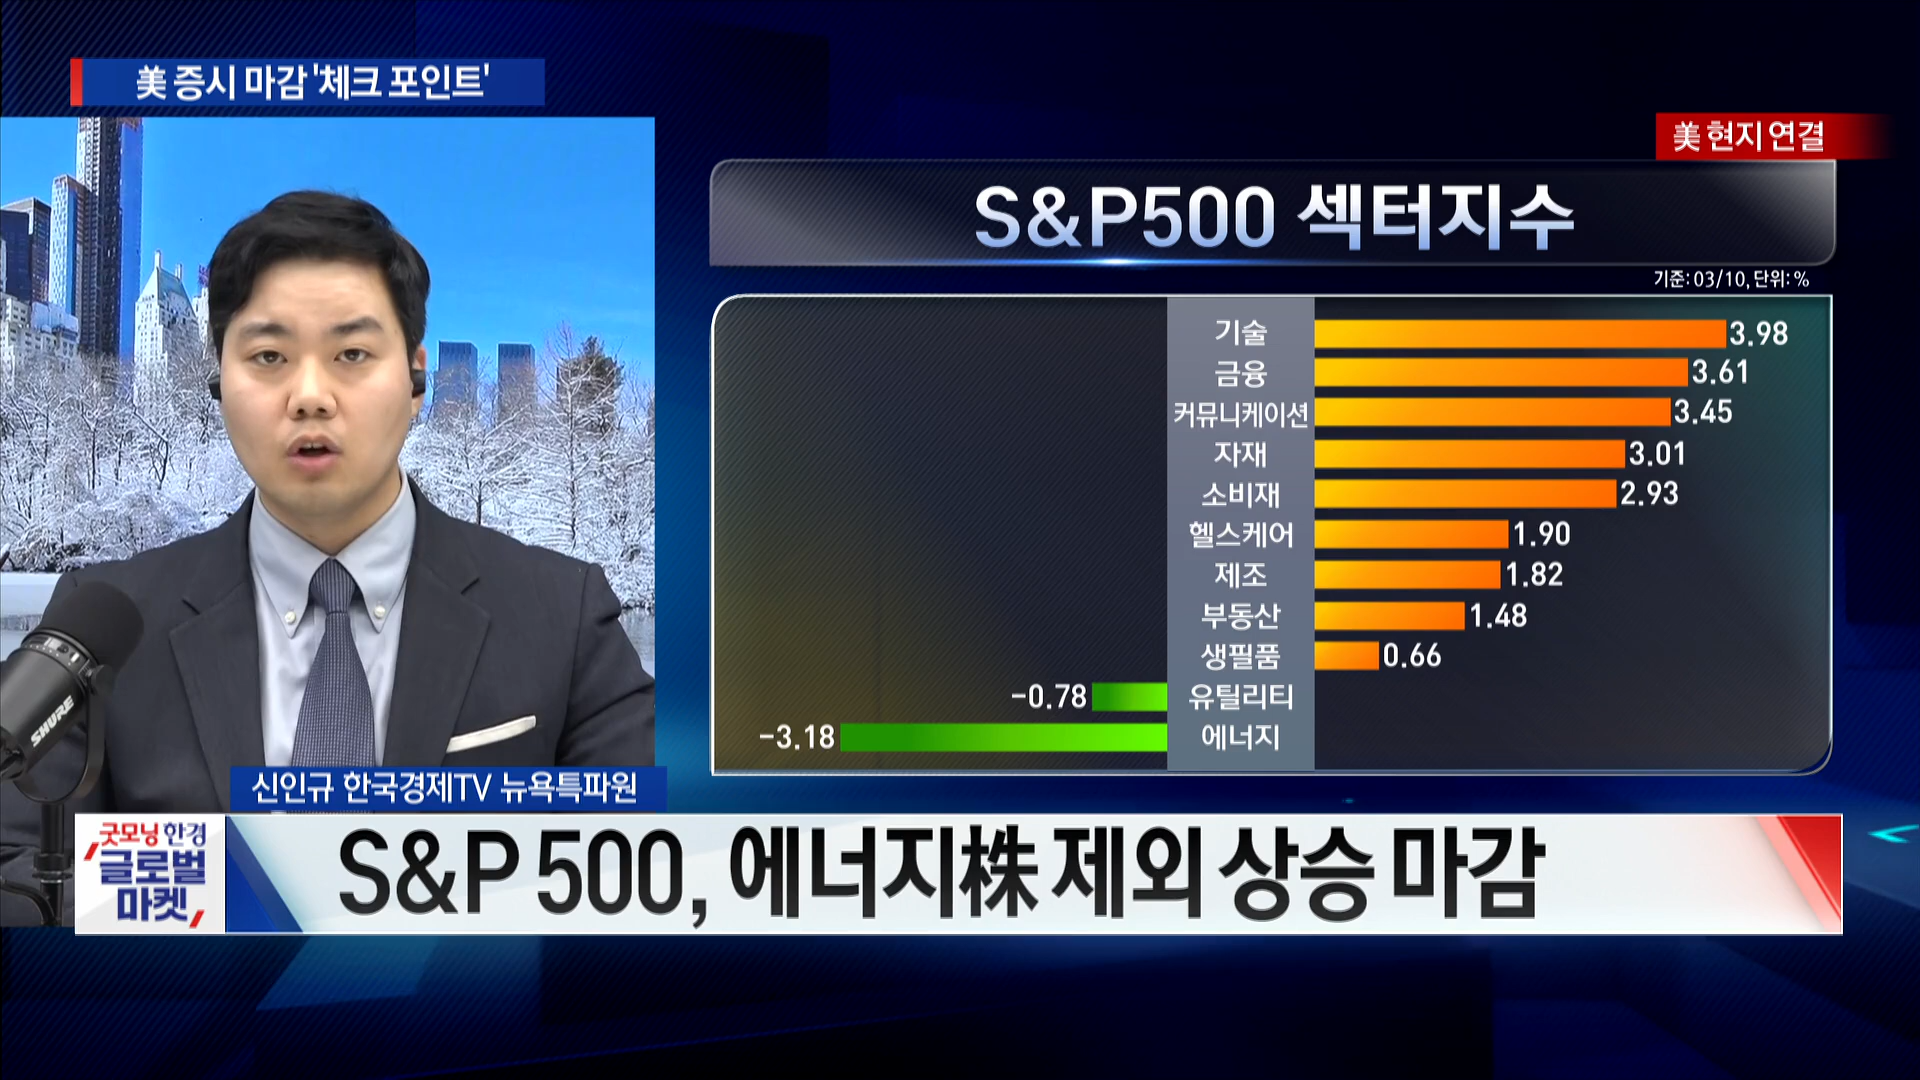 美 증시 마감 '체크 포인트'
美 현지 연결
S&P500 섹터지수
기준: 03/10, 단위: %
기술 3.98
금융 3.61
커뮤니케이션 3.45
자재 3.01
소비재 2.93
헬스케어 1.90
제조 1.82
부동산 1.48
생필품 0.66
-0.78 유틸리티
-3.18 에너지
SHURE
신인규 한국경제TV 뉴욕특파원
굿모닝 한경
글로벌
마켓
S&P 500, 에너지株 제외 상승 마감